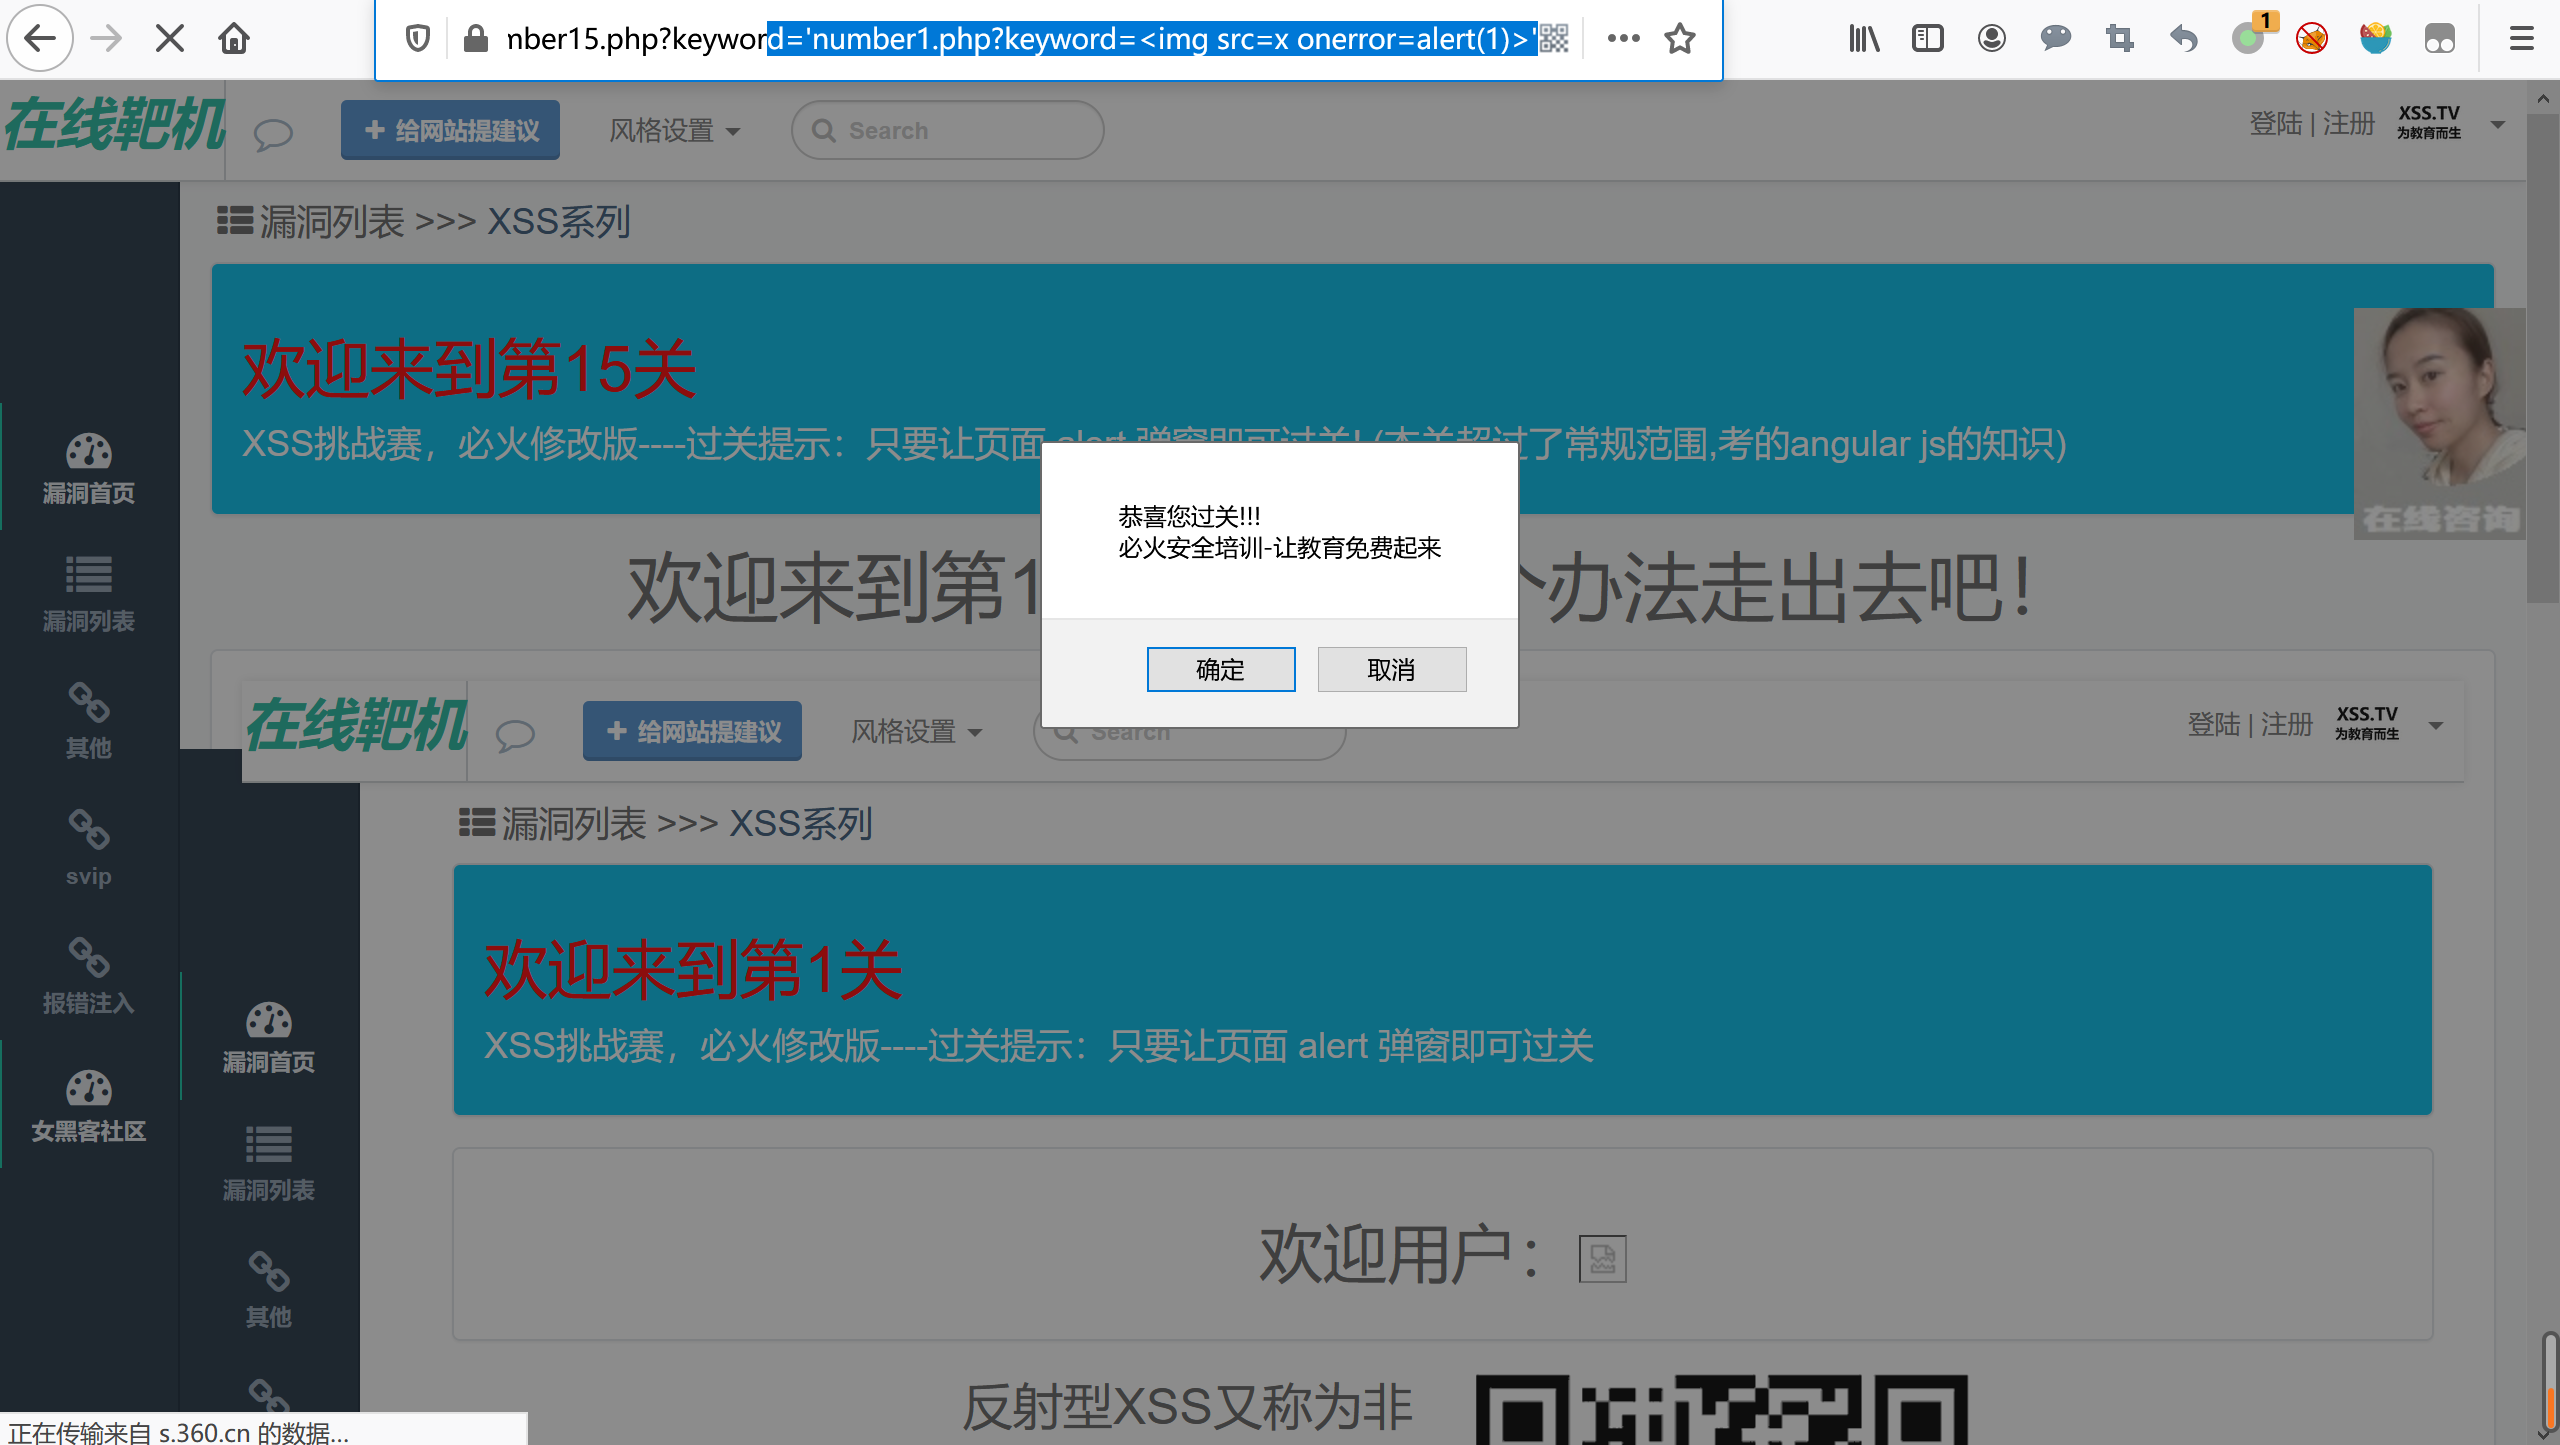 nber15.php?keyword='number1.php?keyword=<img src=x onerror=alert(1)>'
1
在线靶机
给网站提建议
风格设置
Search
登陆 | 注册
XSS.TV
为教育而生
漏洞列表 >>> XSS系列
欢迎来到第15关
XSS挑战赛，必火修改版----过关提示：只要让页面 alert 弹窗即可过关! (本关超过了常规范围,考的angular js的知识)
在线咨询
恭喜您过关!!!
必火安全培训-让教育免费起来
确定
取消
欢迎来到第1
个办法走出去吧！
漏洞首页
漏洞列表
其他
svip
报错注入
女黑客社区
在线靶机
给网站提建议
风格设置
Search
登陆 | 注册
XSS.TV
为教育而生
漏洞列表 >>> XSS系列
欢迎来到第1关
XSS挑战赛，必火修改版----过关提示：只要让页面 alert 弹窗即可过关
漏洞首页
漏洞列表
其他
欢迎用户：
反射型XSS又称为非
正在传输来自 s.360.cn 的数据...